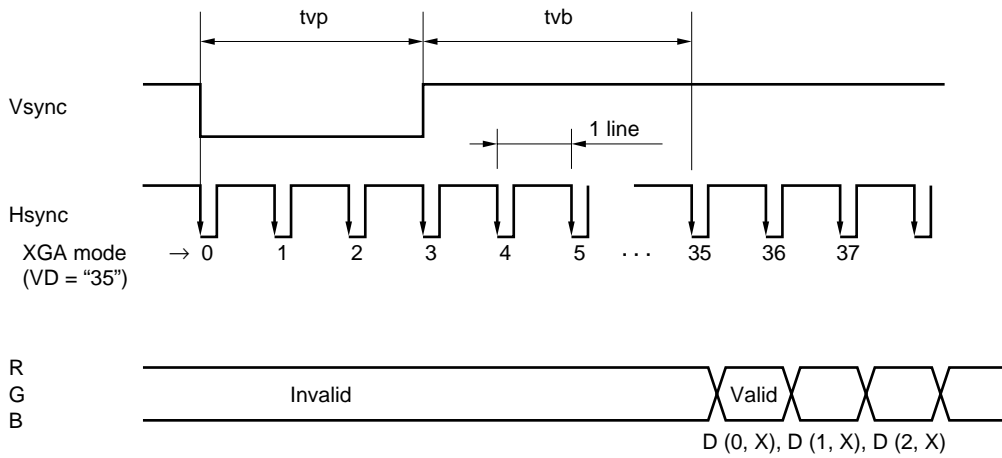 tvp tvb
Vsync
1 line
Hsync
XGA mode → 0 1 2 3 4 5 · · · 35 36 37
(VD = “35”)
R
G Invalid Valid
B
D (0, X), D (1, X), D (2, X)